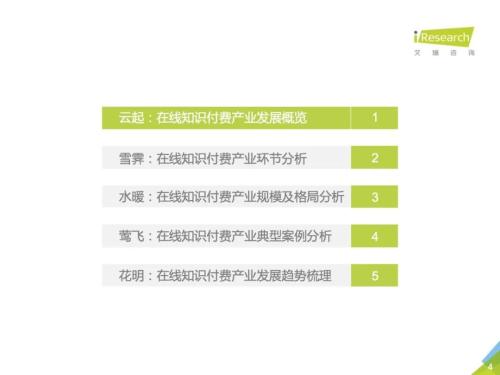 iResearch
艾瑞咨询
云起：在线知识付费产业发展概览 1
雪霁：在线知识付费产业环节分析 2
水暖：在线知识付费产业规模及格局分析 3
莺飞：在线知识付费产业典型案例分析 4
花明：在线知识付费产业发展趋势梳理 5
4